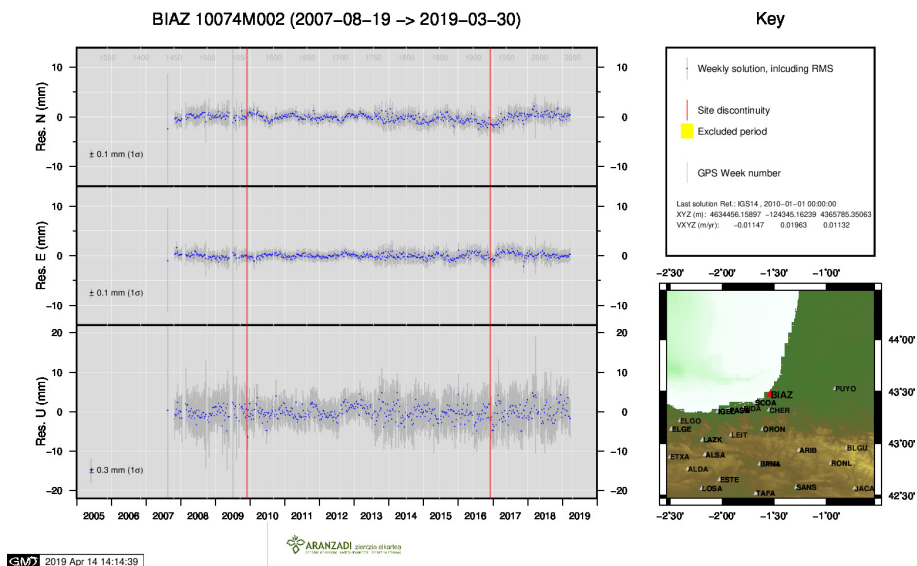 BIAZ 10074M002 (2007-08-19 -> 2019-03-30)
1350 1400 1450 1500 1550 1600 1650 1700 1750 1800 1850 1900 1950 2000 2050
Res. N (mm)
10 0 −10
10 0 −10
± 0.1 mm (1σ)
Res. E (mm)
10 0 −10
10 0 −10
± 0.1 mm (1σ)
Res. U (mm)
20 10 0 −10 −20
20 10 0 −10 −20
± 0.3 mm (1σ)
2005 2006 2007 2008 2009 2010 2011 2012 2013 2014 2015 2016 2017 2018 2019
Key
Weekly solution, inlcuding RMS
Site discontinuity
Excluded period
GPS Week number
Last solution Ref.: IGS14 , 2010−01−01 00:00:00
XYZ (m): 4634456.15897 −124345.16239 4365785.35063
VXYZ (m/yr): −0.01147 0.01963 0.01132
−2°30' −2°00' −1°30' −1°00'
44°00'
PUYO
43°30'
BIAZ
SCOA
CHER
ELGO
ELGE
LEIT
ORON
LAZK
43°00'
ETXA
ALSA
ARIB
BLGU
ALDA
RONL
ESTE
LOSA
TAFA
SANS
JACA
42°30'
−2°30' −2°00' −1°30' −1°00'
ARANZADI zientzia elkartea
GMT 2019 Apr 14 14:14:39